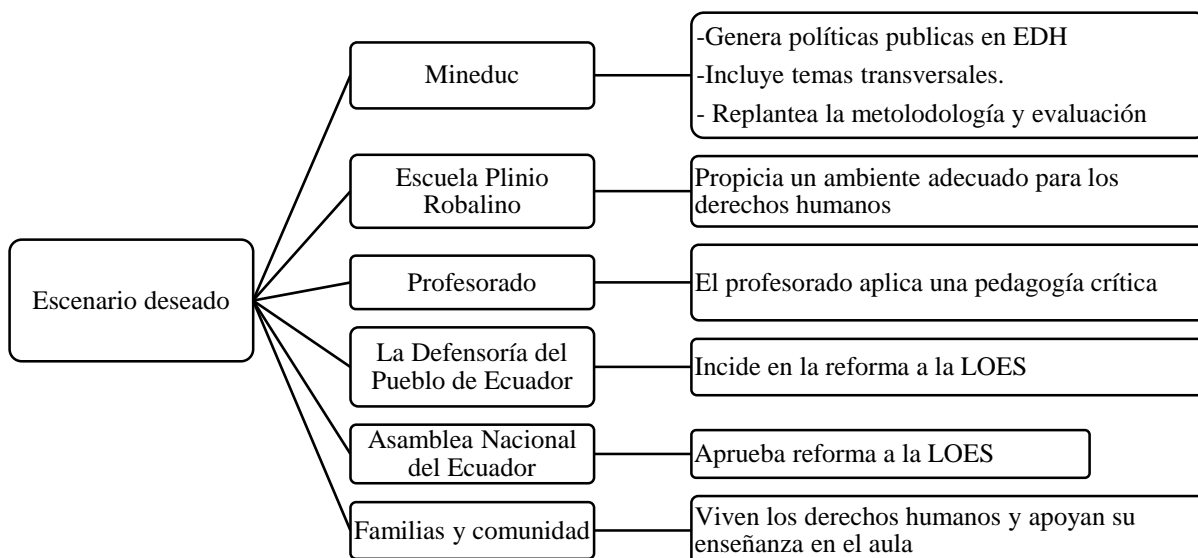 Escenario deseado
Mineduc
-Genera políticas publicas en EDH
-Incluye temas transversales.
- Replantea la metolodología y evaluación
Escuela Plinio
Robalino
Propicia un ambiente adecuado para los
derechos humanos
Profesorado
El profesorado aplica una pedagogía crítica
La Defensoría del
Pueblo de Ecuador
Incide en la reforma a la LOES
Asamblea Nacional
del Ecuador
Aprueba reforma a la LOES
Familias y comunidad
Viven los derechos humanos y apoyan su
enseñanza en el aula